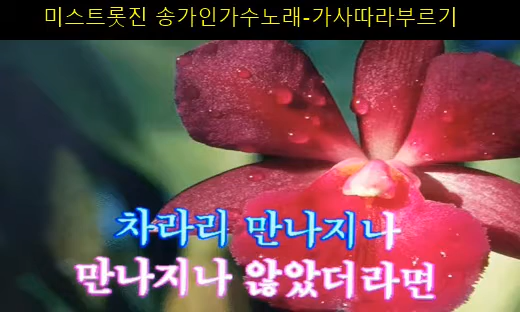 미스트롯진 송가인가수노래-가사따라부르기
차라리 만나지나
만나지나 않았더라면